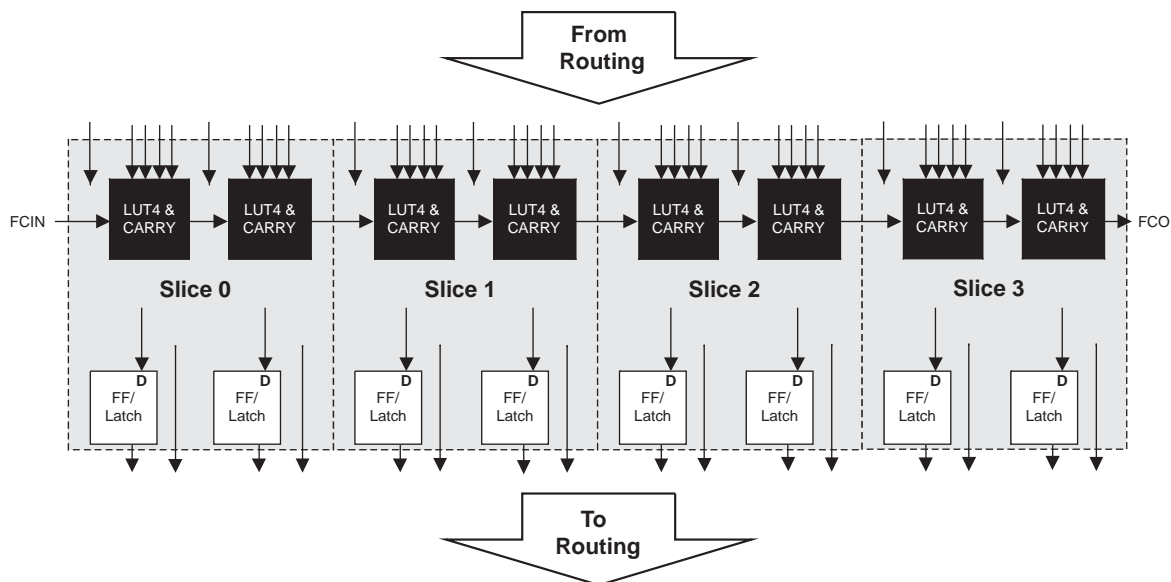 From
Routing
FCIN
LUT4 &
CARRY
LUT4 &
CARRY
LUT4 &
CARRY
LUT4 &
CARRY
LUT4 &
CARRY
LUT4 &
CARRY
LUT4 &
CARRY
LUT4 &
CARRY
FCO
Slice 0
Slice 1
Slice 2
Slice 3
D
FF/
Latch
D
FF/
Latch
D
FF/
Latch
D
FF/
Latch
D
FF/
Latch
D
FF/
Latch
D
FF/
Latch
D
FF/
Latch
To
Routing